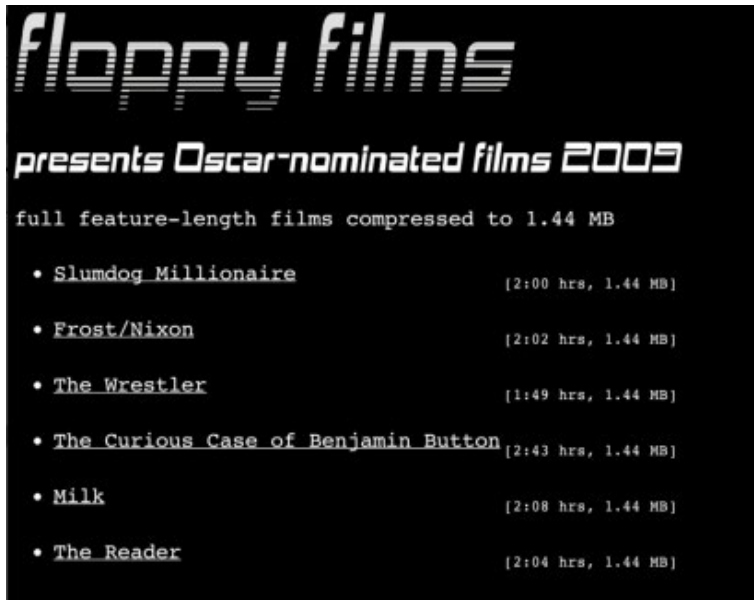 floppy films
presents Oscar-nominated films 2009
full feature-length films compressed to 1.44 MB
• Slumdog Millionaire [2:00 hrs, 1.44 MB]
• Frost/Nixon [2:02 hrs, 1.44 MB]
• The Wrestler [1:49 hrs, 1.44 MB]
• The Curious Case of Benjamin Button [2:43 hrs, 1.44 MB]
• Milk [2:08 hrs, 1.44 MB]
• The Reader [2:04 hrs, 1.44 MB]